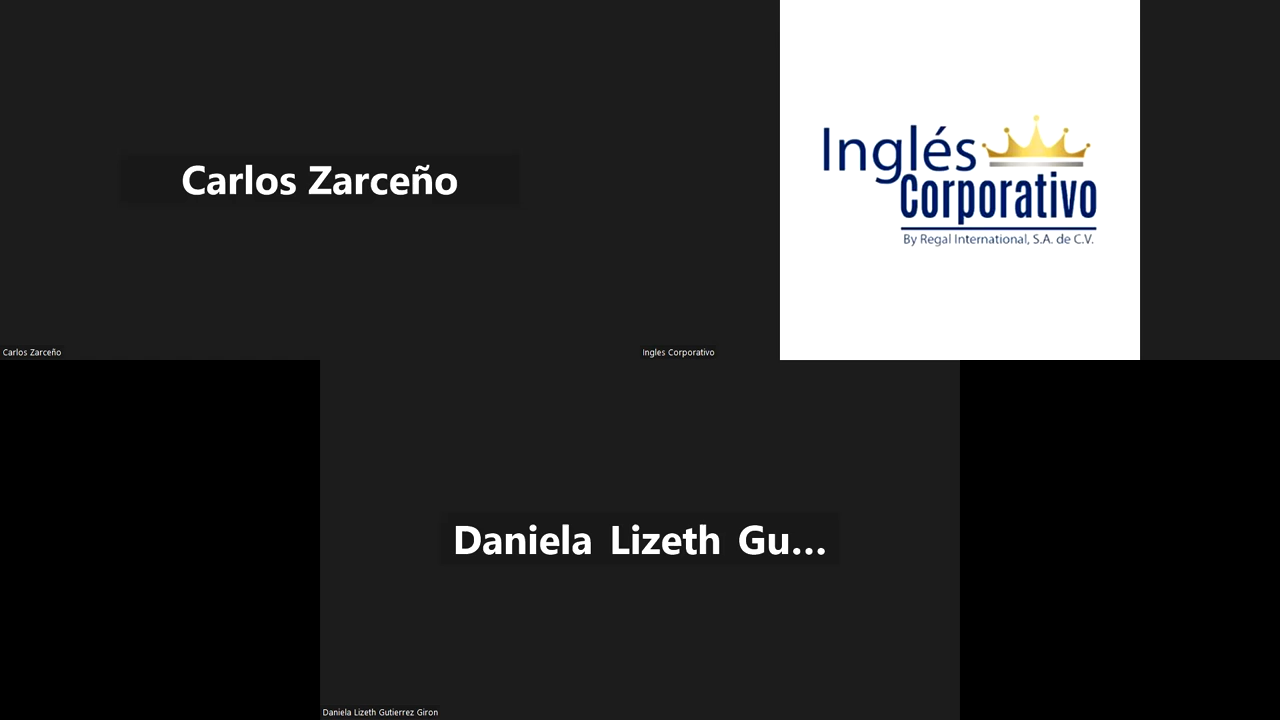 Carlos Zarceño
Inglés
Corporativo
By Regal International, S.A. de C.V.
Carlos Zarceño
Ingles Corporativo
Daniela Lizeth Gu...
Daniela Lizeth Gutierrez Giron